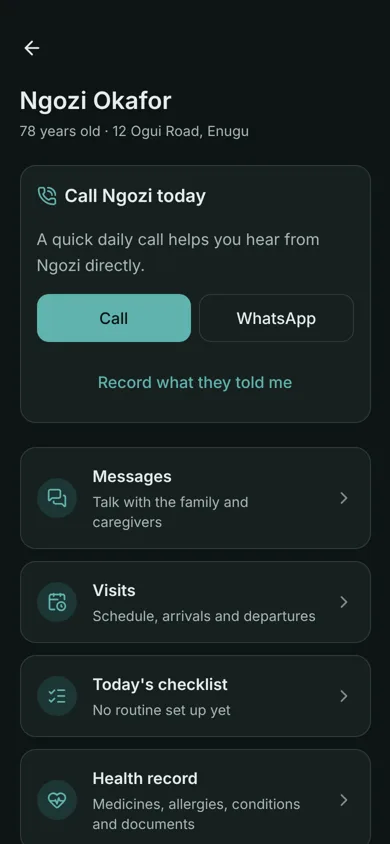 Ngozi Okafor
78 years old · 12 Ogui Road, Enugu
Call Ngozi today
A quick daily call helps you hear from
Ngozi directly.
Call
WhatsApp
Record what they told me
Messages
Talk with the family and
caregivers
Visits
Schedule, arrivals and departures
Today's checklist
No routine set up yet
Health record
Medicines, allergies, conditions
and documents